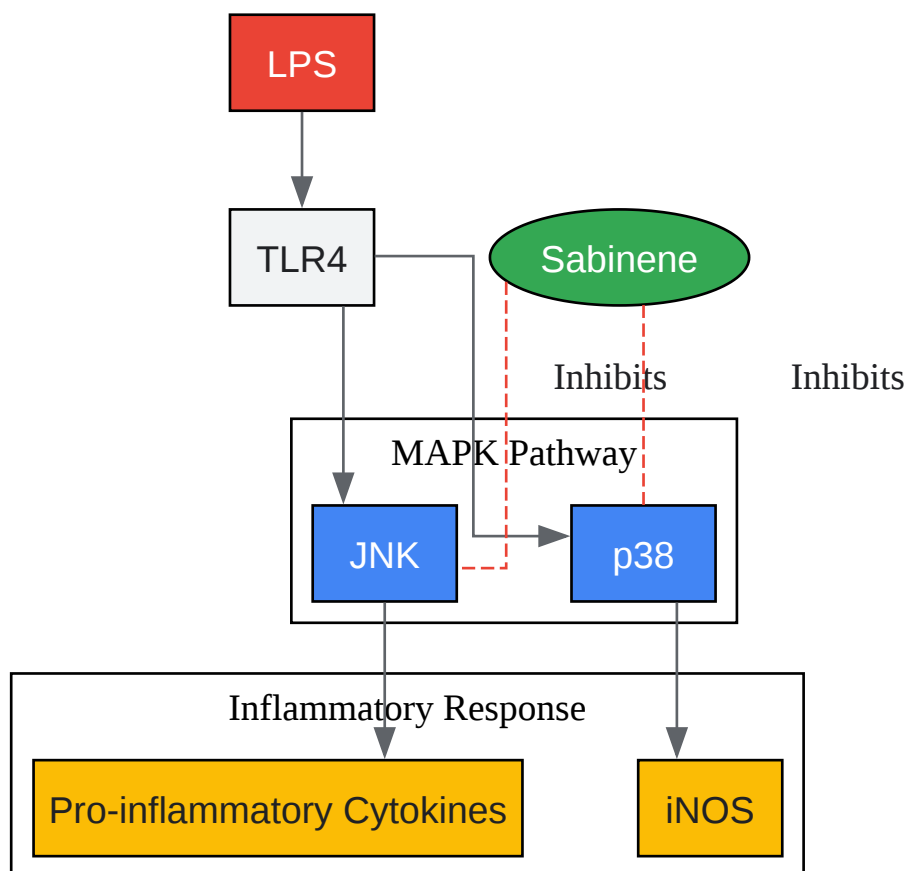 LPS
TLR4
Sabinene
Inhibits
Inhibits
MAPK Pathway
JNK
p38
Inflammatory Response
Pro-inflammatory Cytokines
iNOS